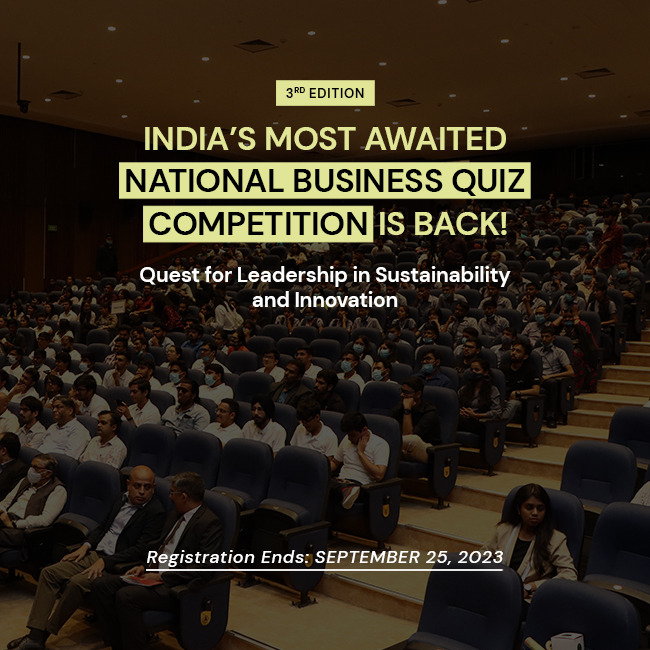 3RD EDITION
INDIA'S MOST AWAITED
NATIONAL BUSINESS QUIZ
COMPETITION IS BACK!
Quest for Leadership in Sustainability
and Innovation
Registration Ends: SEPTEMBER 25, 2023